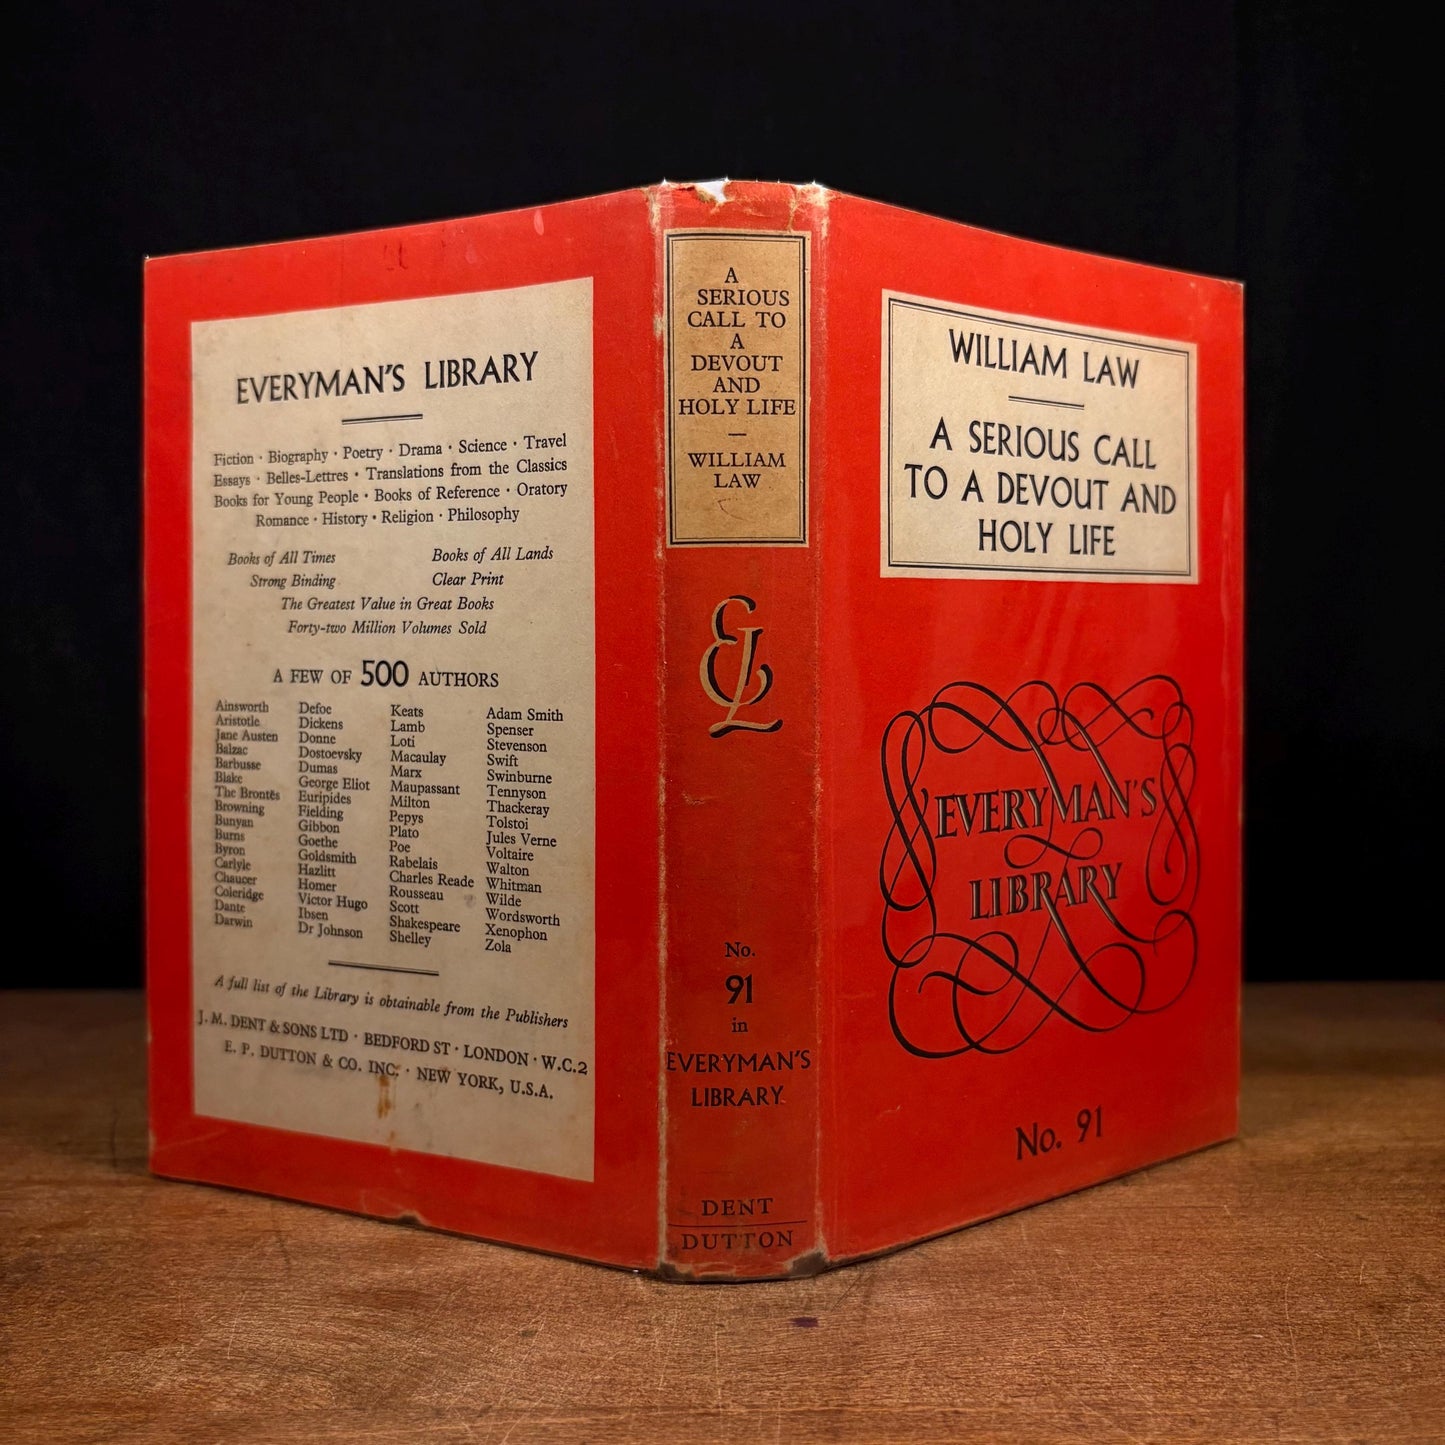 EVERYMAN'S LIBRARY
Fiction · Biography · Poetry · Drama · Science · Travel
Essays · Belles-Lettres · Translations from the Classics
Books for Young People · Books of Reference · Oratory
Romance · History · Religion · Philosophy
Books of All Times Books of All Lands
Strong Binding Clear Print
The Greatest Value in Great Books
Forty-two Million Volumes Sold
A FEW OF 500 AUTHORS
Ainsworth
Aristotle
Jane Austen
Balzac
Barbusse
Blake
The Brontës
Browning
Bunyan
Burns
Byron
Carlyle
Chaucer
Coleridge
Dante
Darwin
Defoe
Dickens
Donne
Dostoevsky
Dumas
George Eliot
Euripides
Fielding
Gibbon
Goethe
Goldsmith
Hazlitt
Homer
Victor Hugo
Ibsen
Dr Johnson
Keats
Lamb
Loti
Macaulay
Marx
Maupassant
Milton
Pepys
Plato
Poe
Rabelais
Charles Reade
Rousseau
Scott
Shakespeare
Shelley
Adam Smith
Spenser
Stevenson
Swift
Swinburne
Tennyson
Thackeray
Tolstoi
Jules Verne
Voltaire
Walton
Whitman
Wilde
Wordsworth
Xenophon
Zola
A full list of the Library is obtainable from the Publishers
J. M. DENT & SONS LTD · BEDFORD ST · LONDON · W.C.2
E. P. DUTTON & CO. INC. · NEW YORK, U.S.A.
A
SERIOUS
CALL TO
A
DEVOUT
AND
HOLY LIFE
WILLIAM
LAW
EL
No.
91
in
EVERYMAN'S
LIBRARY
DENT
DUTTON
WILLIAM LAW
A SERIOUS CALL
TO A DEVOUT AND
HOLY LIFE
EVERYMAN'S
LIBRARY
No. 91